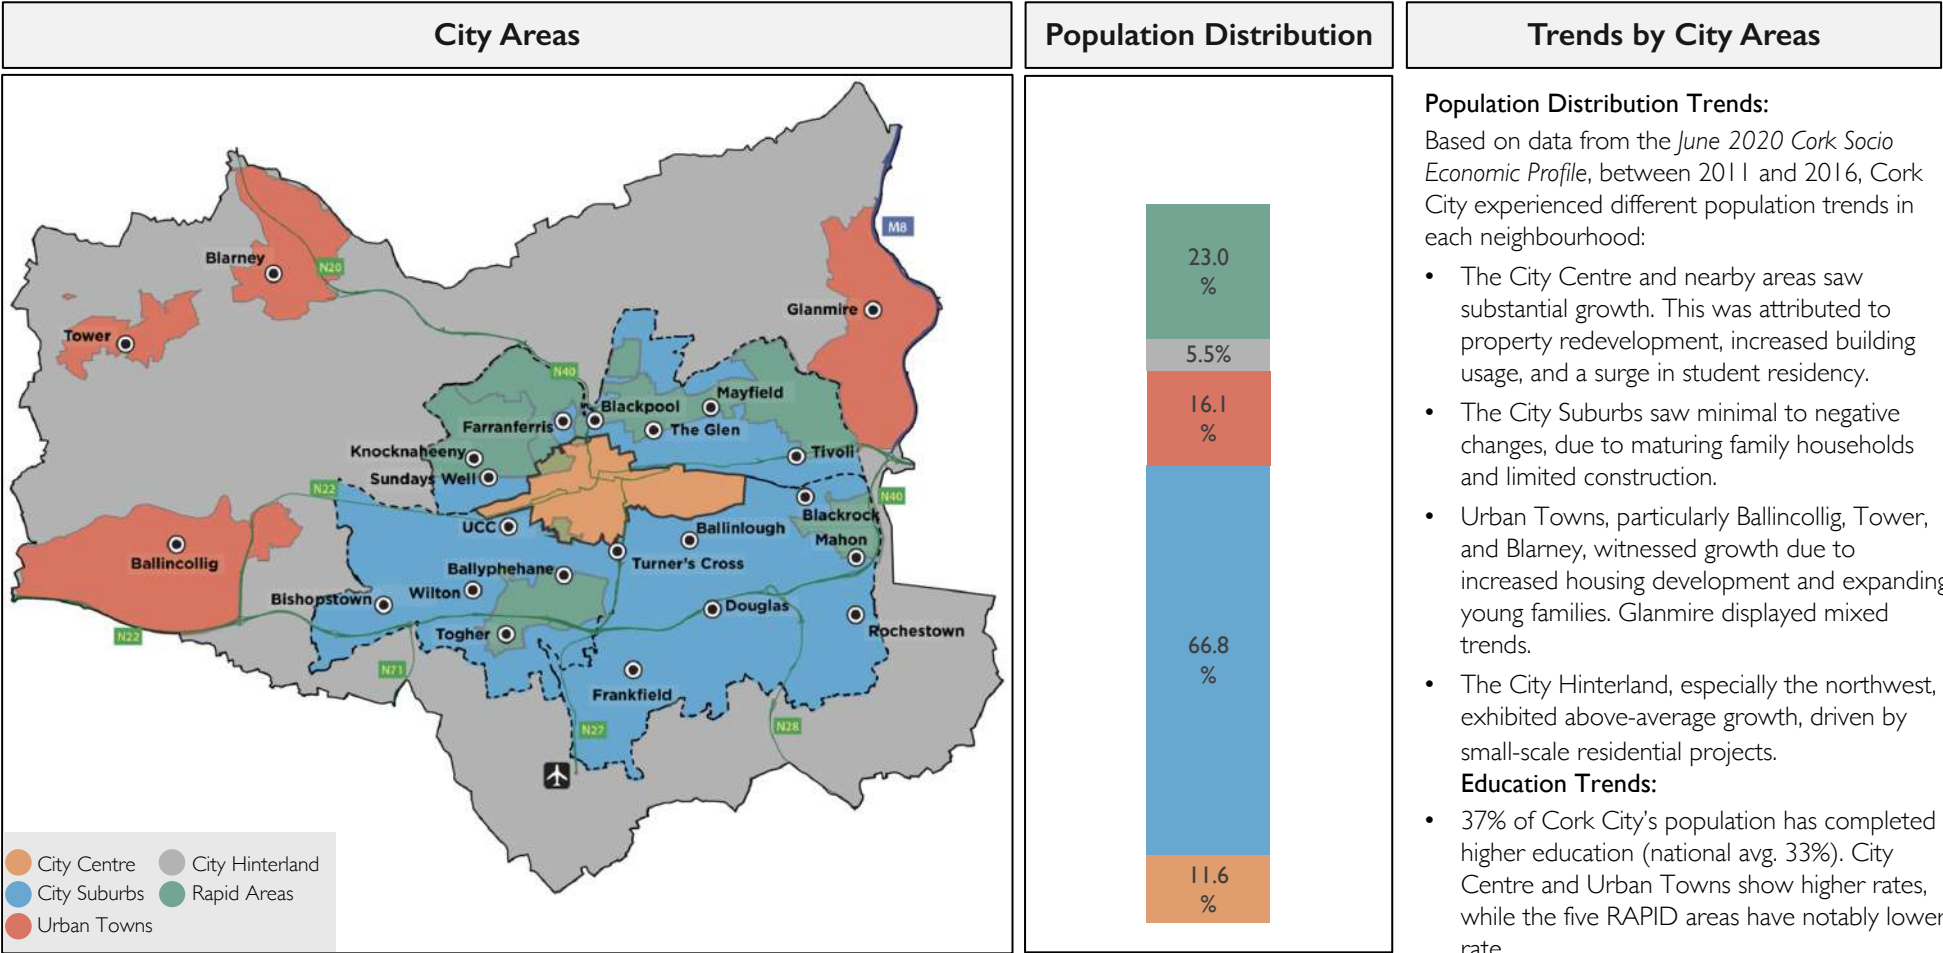 City Areas
Population Distribution
Trends by City Areas
Blarney
N20
M8
Glanmire
Tower
N40
Mayfield
Blackpool
Farranferris
The Glen
Knocknaheeny
Tivoli
Sundays Well
N22
N40
Blackrock
UCC
Ballinlough
Mahon
Ballincollig
Turner's Cross
Ballyphehane
Wilton
Bishopstown
Douglas
Togher
Rochestown
N22
N71
Frankfield
N27
N28
City Centre
City Hinterland
City Suburbs
Rapid Areas
Urban Towns
23.0
%
5.5%
16.1
%
66.8
%
11.6
%
Population Distribution Trends:
Based on data from the June 2020 Cork Socio
Economic Profile, between 2011 and 2016, Cork
City experienced different population trends in
each neighbourhood:
• The City Centre and nearby areas saw
substantial growth. This was attributed to
property redevelopment, increased building
usage, and a surge in student residency.
• The City Suburbs saw minimal to negative
changes, due to maturing family households
and limited construction.
• Urban Towns, particularly Ballincollig, Tower,
and Blarney, witnessed growth due to
increased housing development and expanding
young families. Glanmire displayed mixed
trends.
• The City Hinterland, especially the northwest,
exhibited above-average growth, driven by
small-scale residential projects.
Education Trends:
• 37% of Cork City's population has completed
higher education (national avg. 33%). City
Centre and Urban Towns show higher rates,
while the five RAPID areas have notably lower
rate